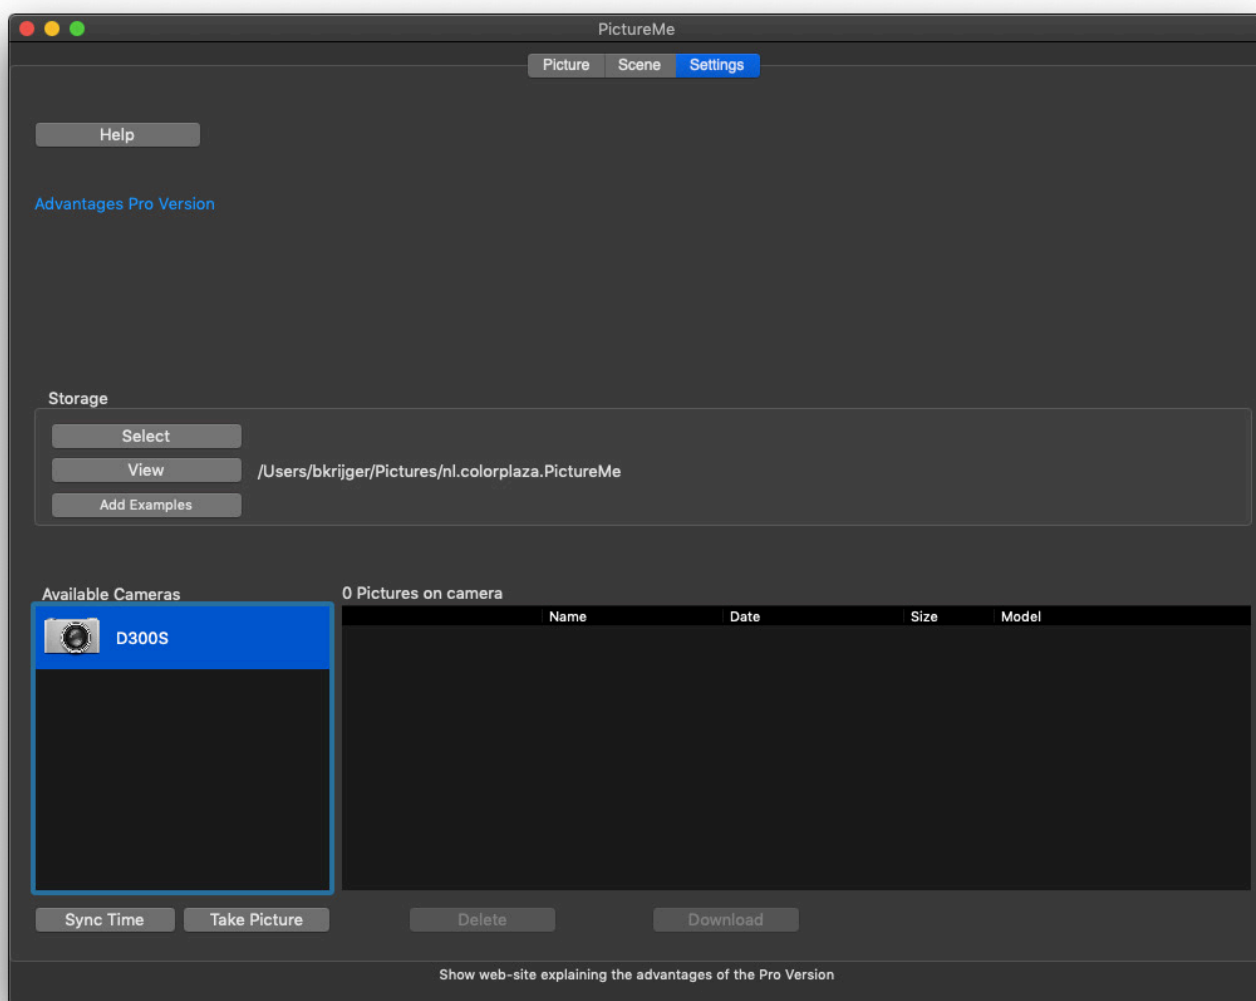 PictureMe
Picture Scene Settings
Help
Advantages Pro Version
Storage
Select
View /Users/bkrijger/Pictures/nl.colorplaza.PictureMe
Add Examples
Available Cameras 0 Pictures on camera
Name Date Size Model
D300S
Sync Time Take Picture Delete Download
Show web-site explaining the advantages of the Pro Version